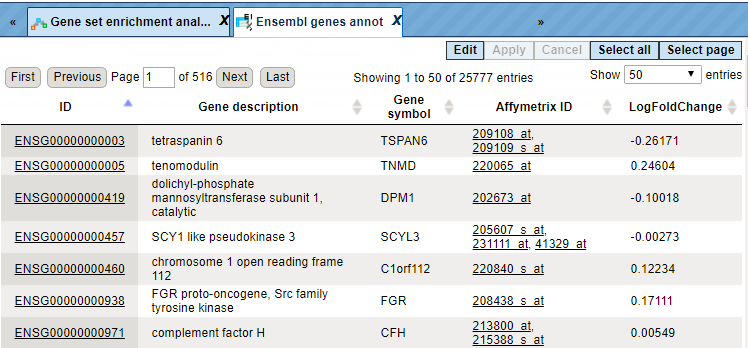 « Gene set enrichment anal... X Ensembl genes annot X »
Edit Apply Cancel Select all Select page
First Previous Page 1 of 516 Next Last Showing 1 to 50 of 25777 entries Show 50 entries
ID Gene description Gene symbol Affymetrix ID LogFoldChange
ENSG00000000003 tetraspanin 6 TSPAN6 209108_at, 209109_s_at -0.26171
ENSG00000000005 tenomodulin TNMD 220065_at 0.24604
ENSG00000000419 dolichyl-phosphate mannosyltransferase subunit 1, catalytic DPM1 202673_at -0.10018
ENSG00000000457 SCY1 like pseudokinase 3 SCYL3 205607_s_at, 231111_at, 41329_at -0.00273
ENSG00000000460 chromosome 1 open reading frame 112 C1orf112 220840_s_at 0.12234
ENSG00000000938 FGR proto-oncogene, Src family tyrosine kinase FGR 208438_s_at 0.17111
ENSG00000000971 complement factor H CFH 213800_at, 215388_s_at 0.00549